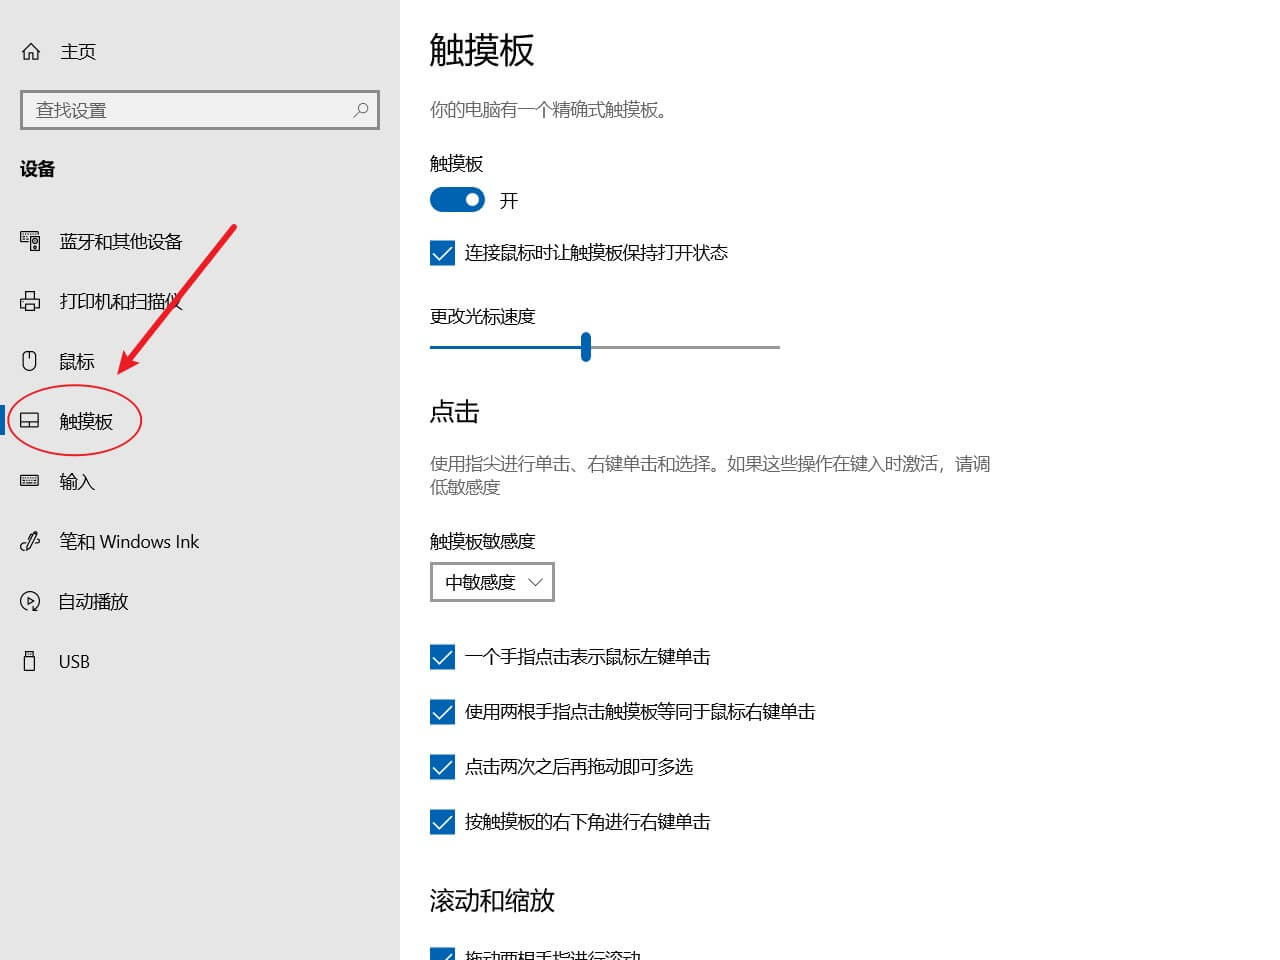 主页
查找设置
设备
蓝牙和其他设备
打印机和扫描仪
鼠标
触摸板
输入
笔和 Windows Ink
自动播放
USB
触摸板
你的电脑有一个精确式触摸板。
触摸板
开
连接鼠标时让触摸板保持打开状态
更改光标速度
点击
使用指尖进行单击、右键单击和选择。如果这些操作在键入时激活，请调
低敏感度
触摸板敏感度
中敏感度
一个手指点击表示鼠标左键单击
使用两根手指点击触摸板等同于鼠标右键单击
点击两次之后再拖动即可多选
按触摸板的右下角进行右键单击
滚动和缩放
拖动两根手指进行滚动